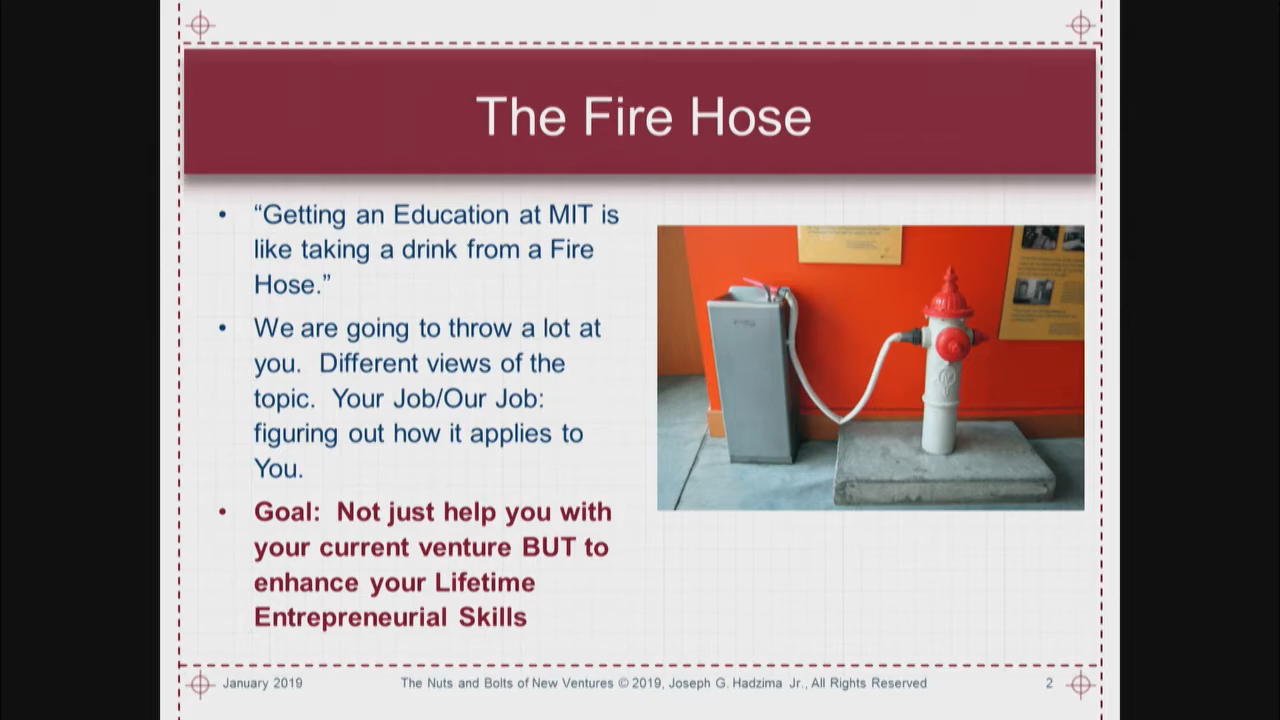 The Fire Hose
• “Getting an Education at MIT is
like taking a drink from a Fire
Hose.”
• We are going to throw a lot at
you.  Different views of the
topic.  Your Job/Our Job:
figuring out how it applies to
You.
• Goal:  Not just help you with
your current venture BUT to
enhance your Lifetime
Entrepreneurial Skills
January 2019
The Nuts and Bolts of New Ventures © 2019, Joseph G. Hadzima Jr., All Rights Reserved
2